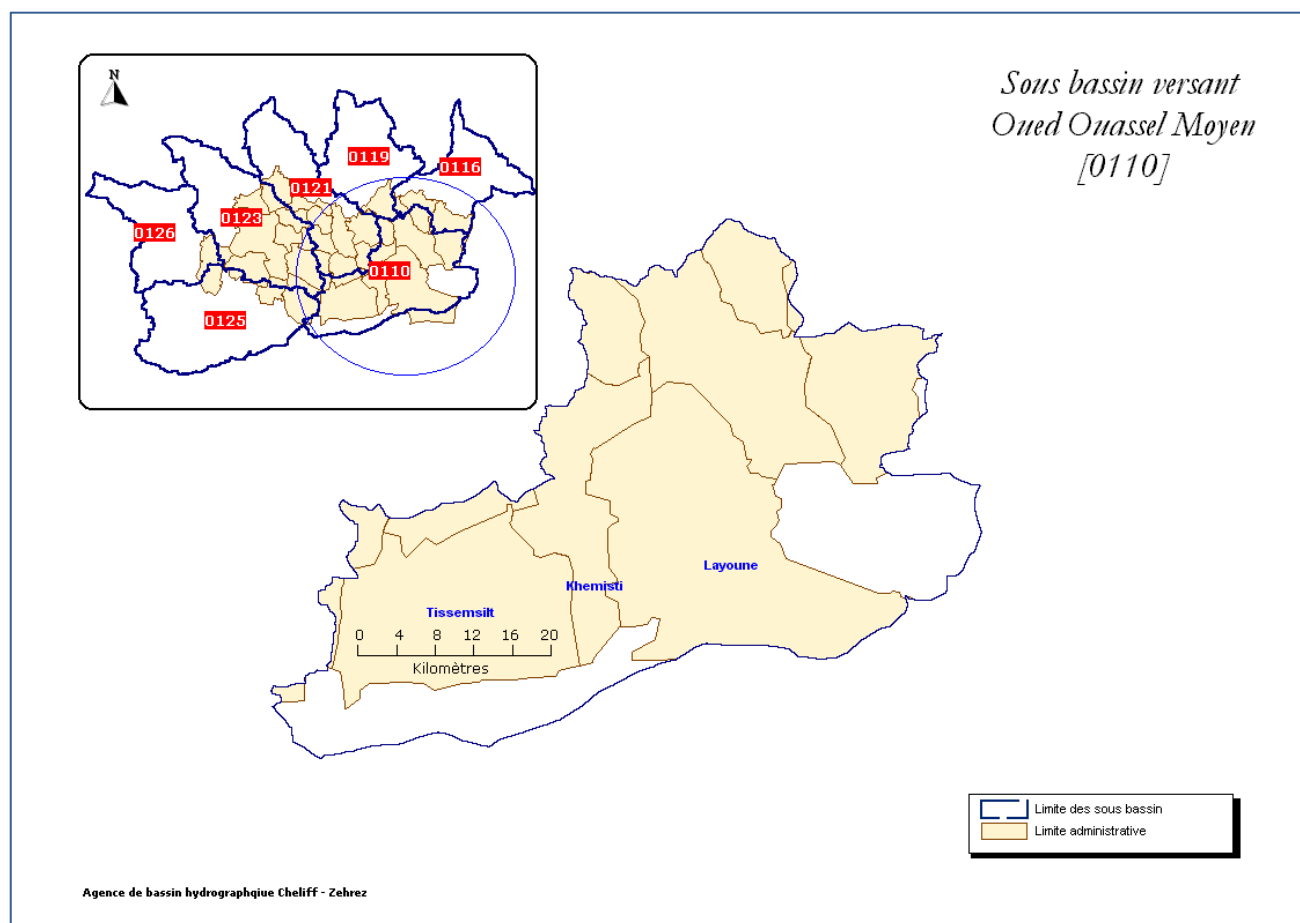 Sous bassin versant
Oued Ouassel Moyen
[0110]
N
0119
0116
0121
0123
0126
0110
0125
Layoune
Khemisti
Tissemsilt
0 4 8 12 16 20
Kilomètres
Limite des sous bassin
Limite administrative
Agence de bassin hydrographqiue Cheliff - Zehrez